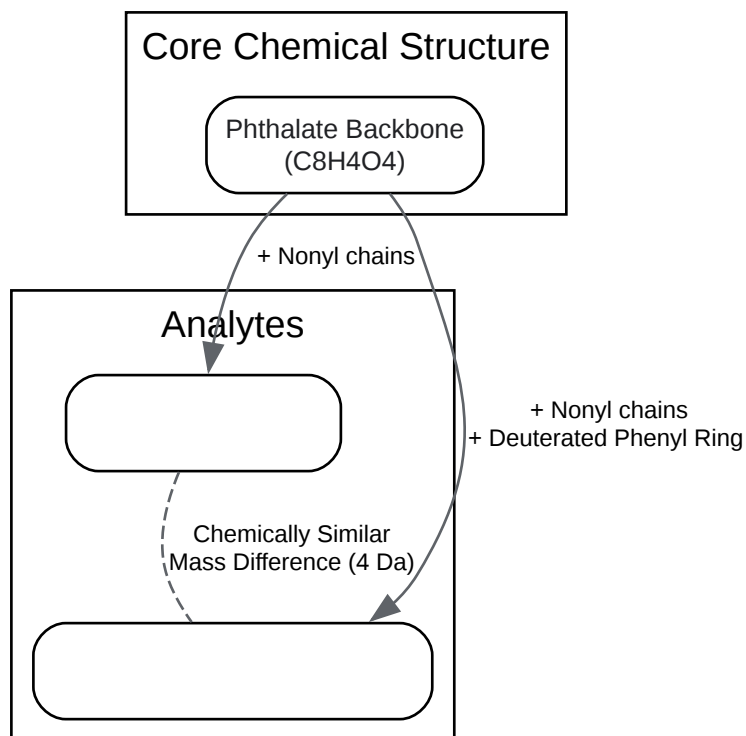 Core Chemical Structure
Phthalate Backbone
(C8H4O4)
+ Nonyl chains
Analytes
+ Nonyl chains
+ Deuterated Phenyl Ring
Chemically Similar
Mass Difference (4 Da)